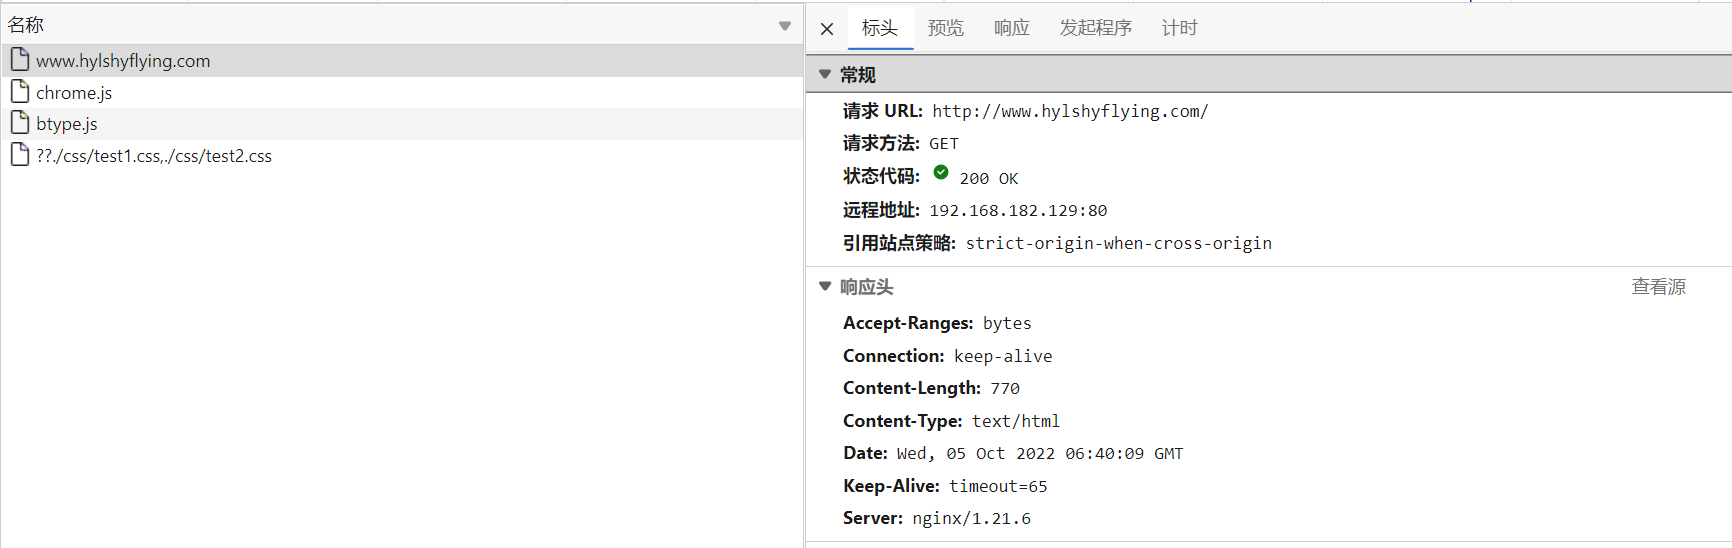 名称
www.hylshyflying.com
chrome.js
btype.js
??./css/test1.css,./css/test2.css
标头 预览 响应 发起程序 计时
常规
请求 URL: http://www.hylshyflying.com/
请求方法: GET
状态代码: 200 OK
远程地址: 192.168.182.129:80
引用站点策略: strict-origin-when-cross-origin
响应头 查看源
Accept-Ranges: bytes
Connection: keep-alive
Content-Length: 770
Content-Type: text/html
Date: Wed, 05 Oct 2022 06:40:09 GMT
Keep-Alive: timeout=65
Server: nginx/1.21.6